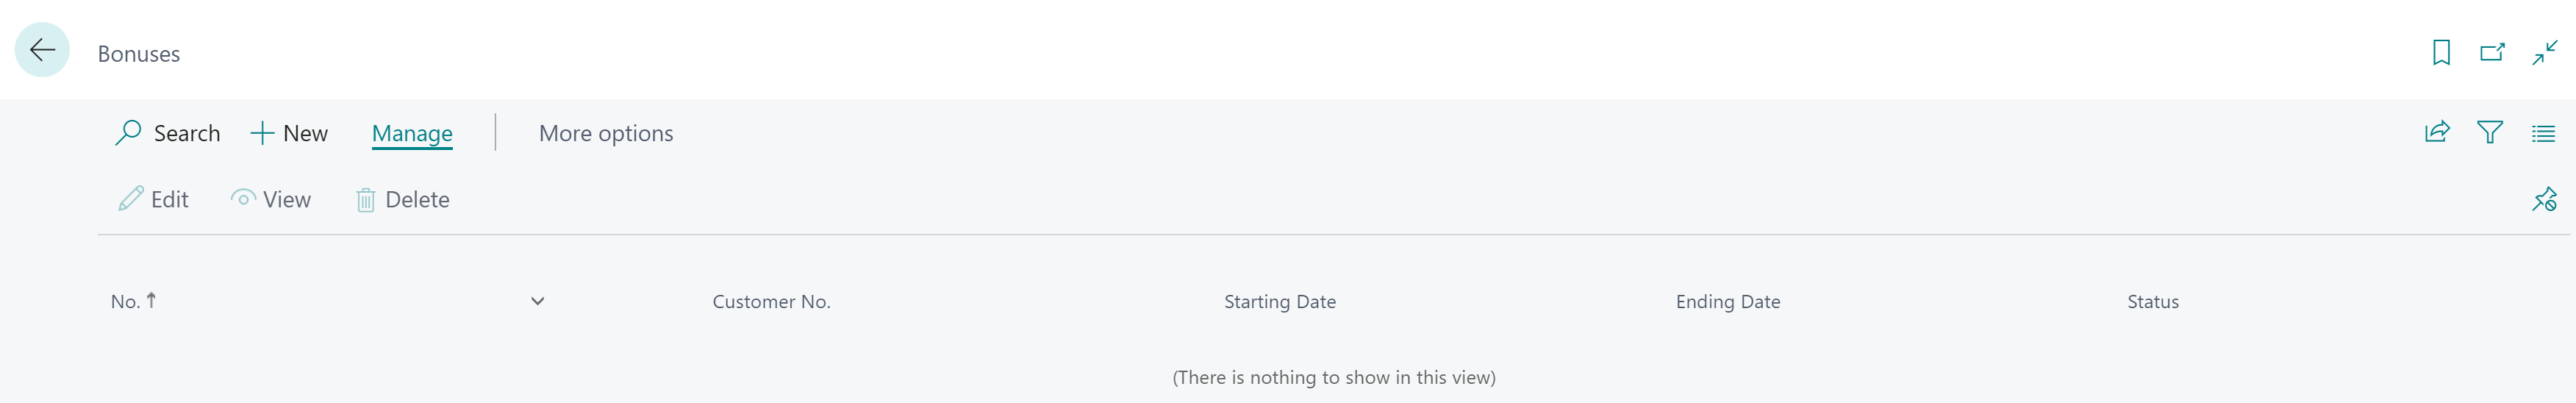 Bonuses
Search New Manage More options
Edit View Delete
No. Customer No. Starting Date Ending Date Status
(There is nothing to show in this view)